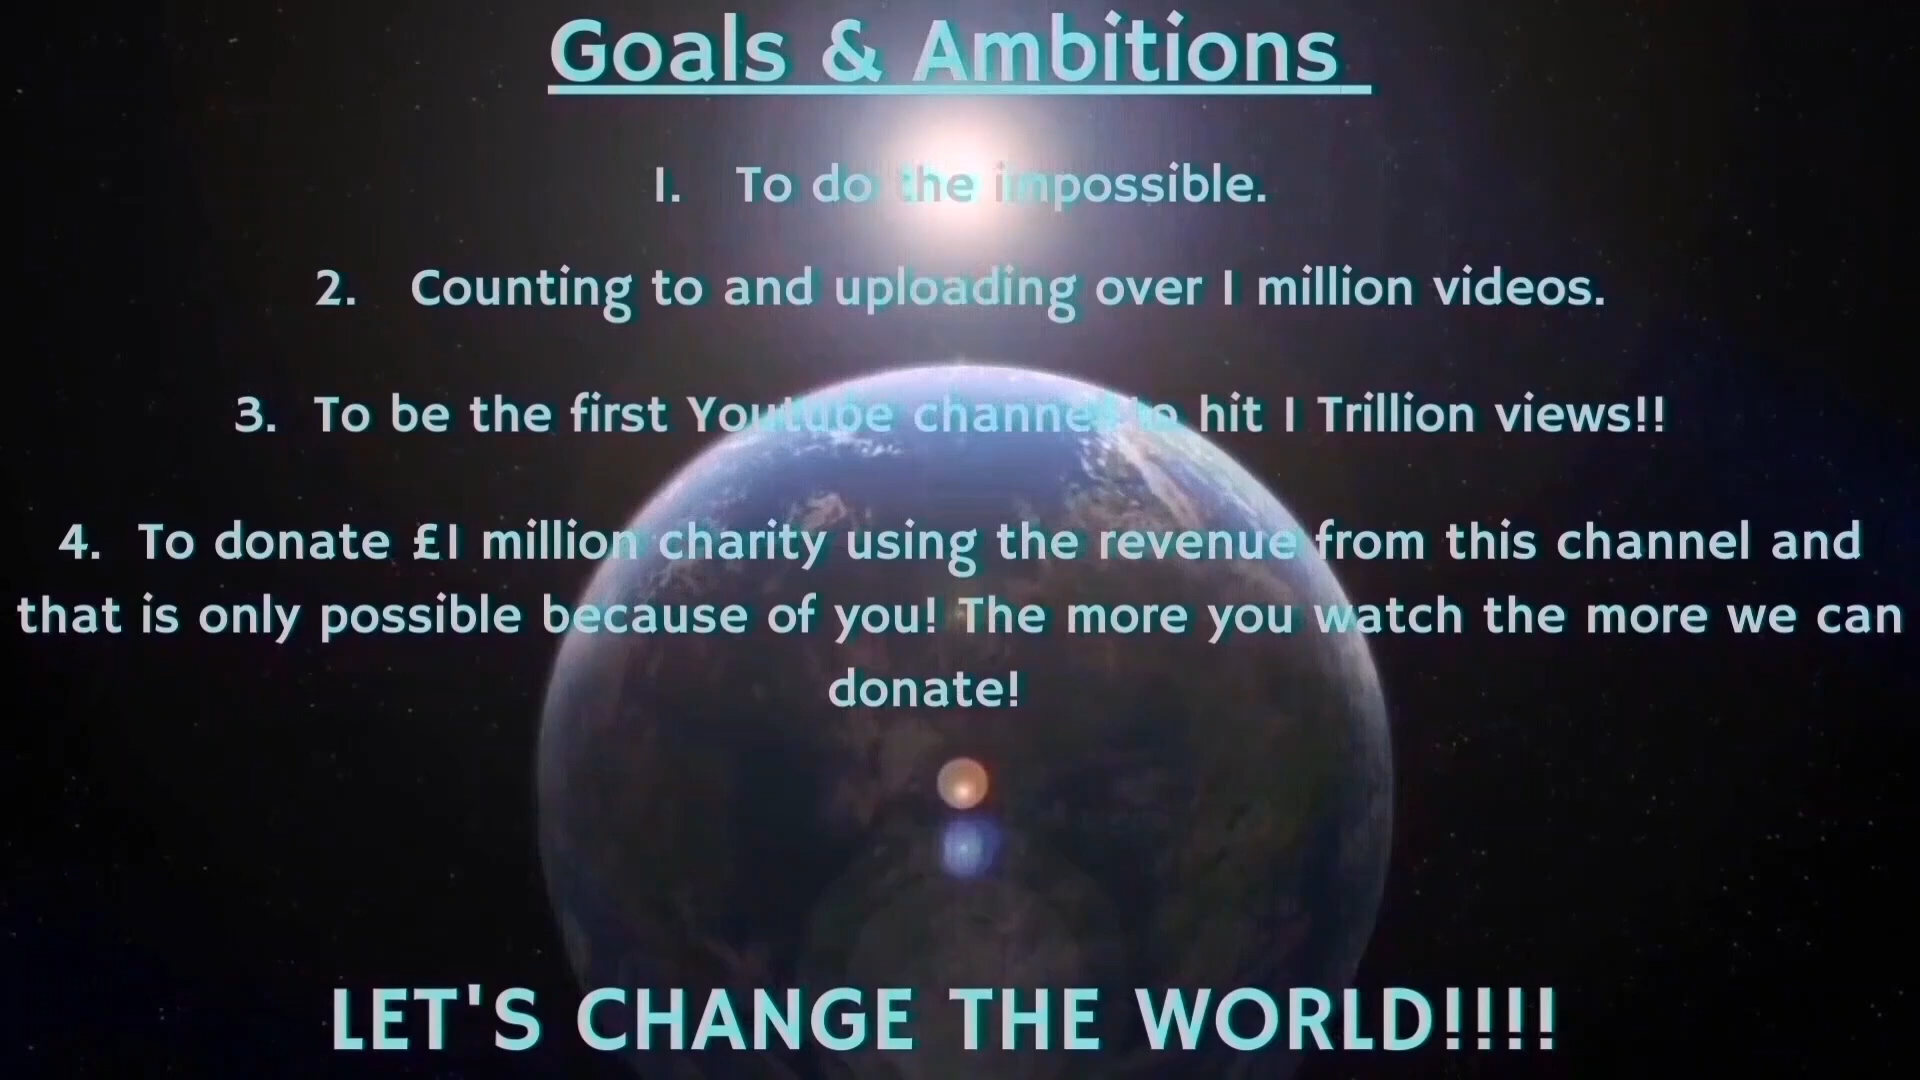 Goals & Ambitions
1. To do the impossible.
2. Counting to and uploading over 1 million videos.
3. To be the first Youtube channel to hit 1 Trillion views!!
4. To donate £1 million charity using the revenue from this channel and
that is only possible because of you! The more you watch the more we can
donate!
LET'S CHANGE THE WORLD!!!!